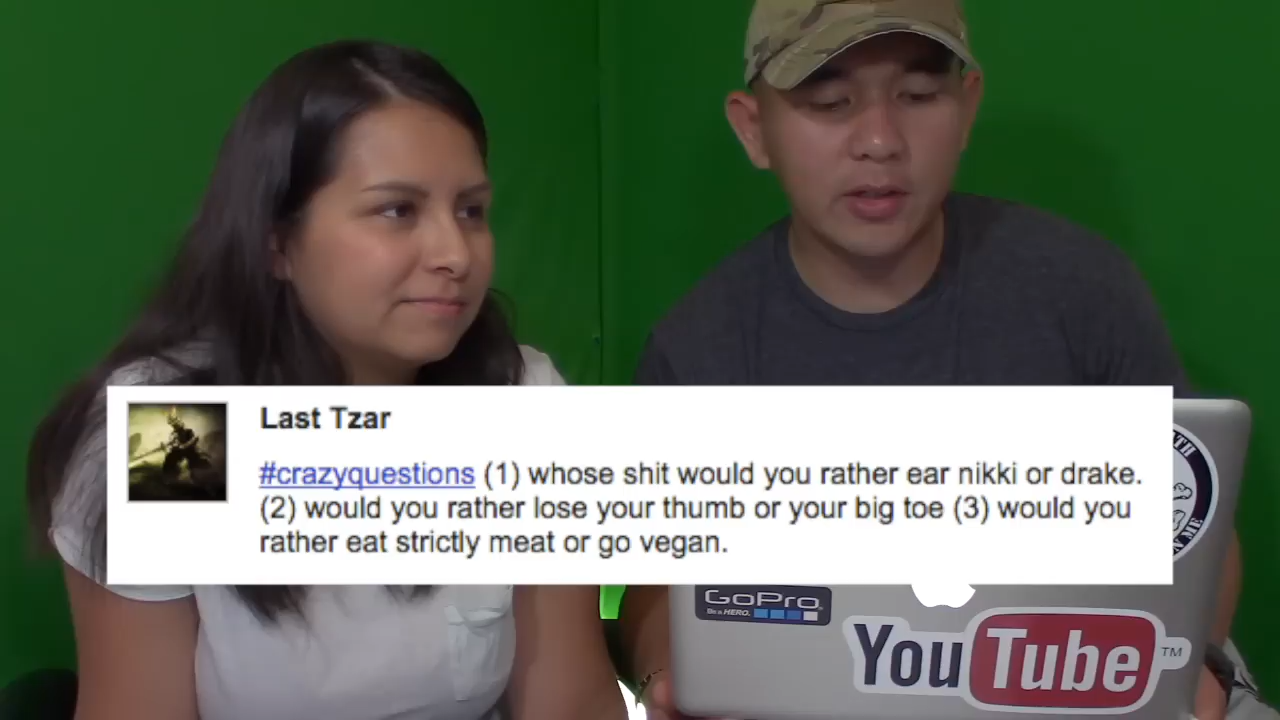 Last Tzar
#crazyquestions (1) whose shit would you rather ear nikki or drake.
(2) would you rather lose your thumb or your big toe (3) would you
rather eat strictly meat or go vegan.
GoPro
Be a HERO.
YouTube TM